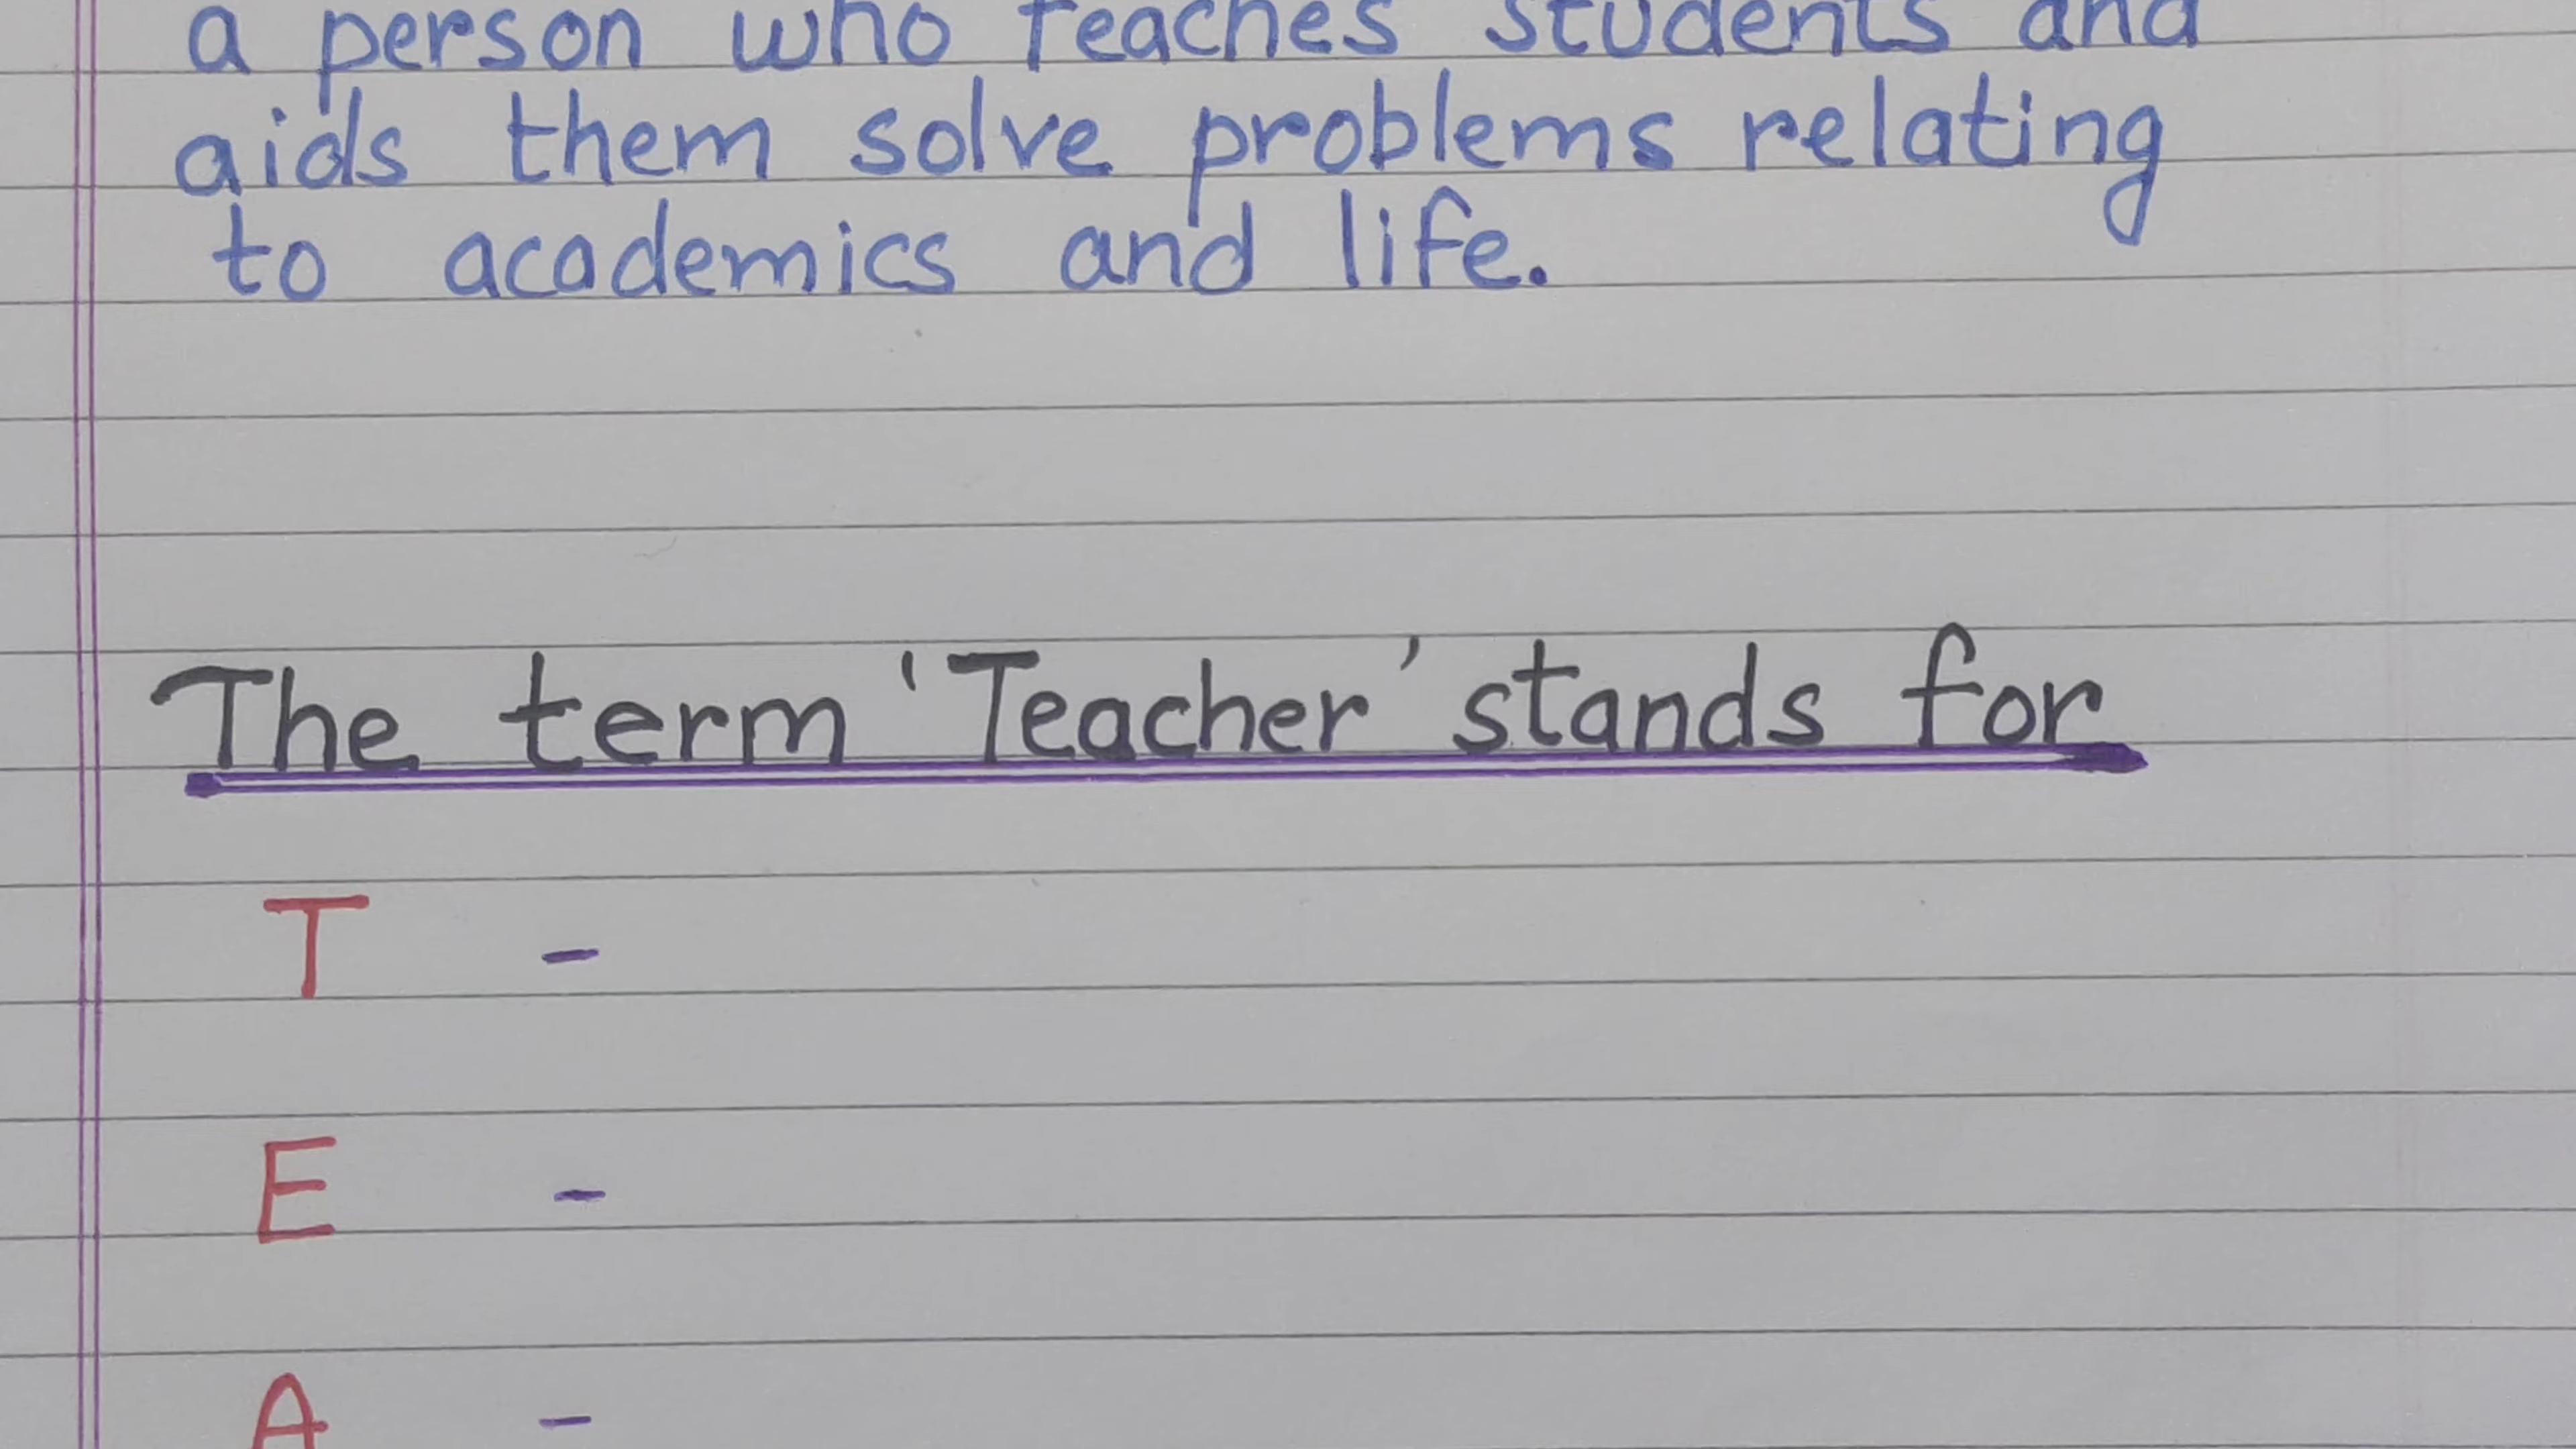 a person who teaches students and
aids them solve problems relating
to academics and life.
The term 'Teacher' stands for
T -
E -
A -